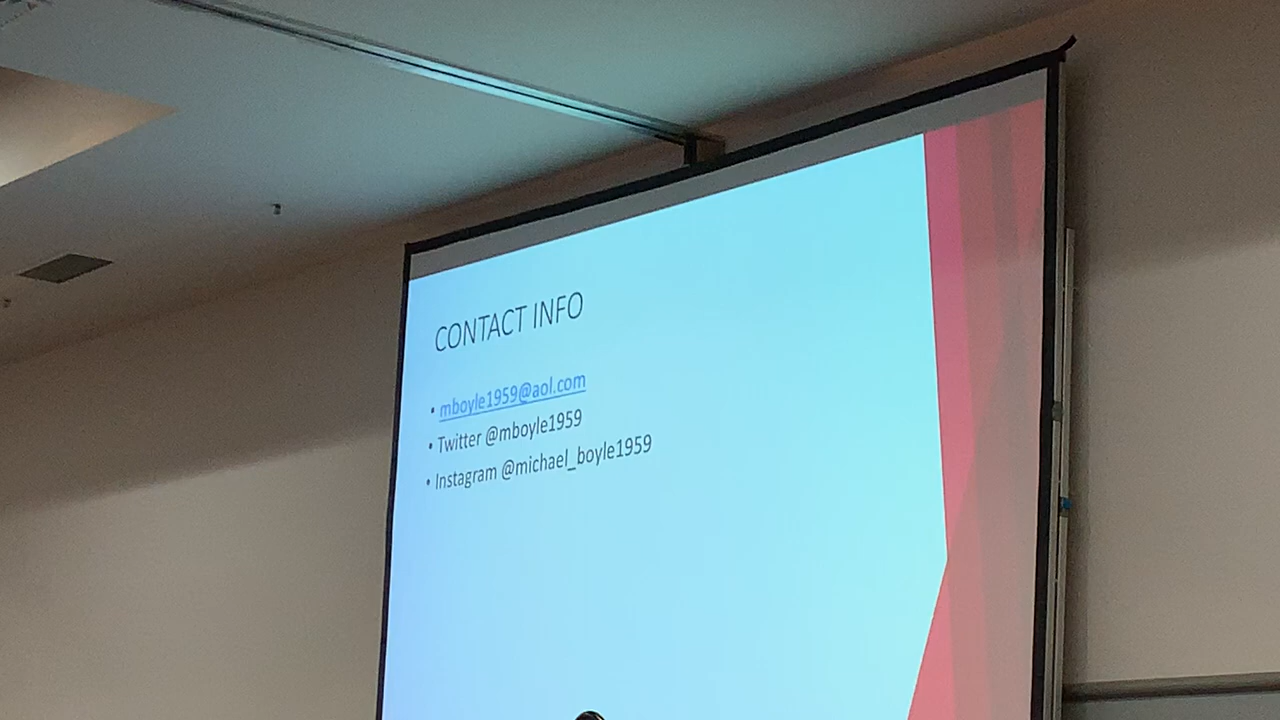 CONTACT INFO
• mboyle1959@aol.com
• Twitter @mboyle1959
• Instagram @michael_boyle1959